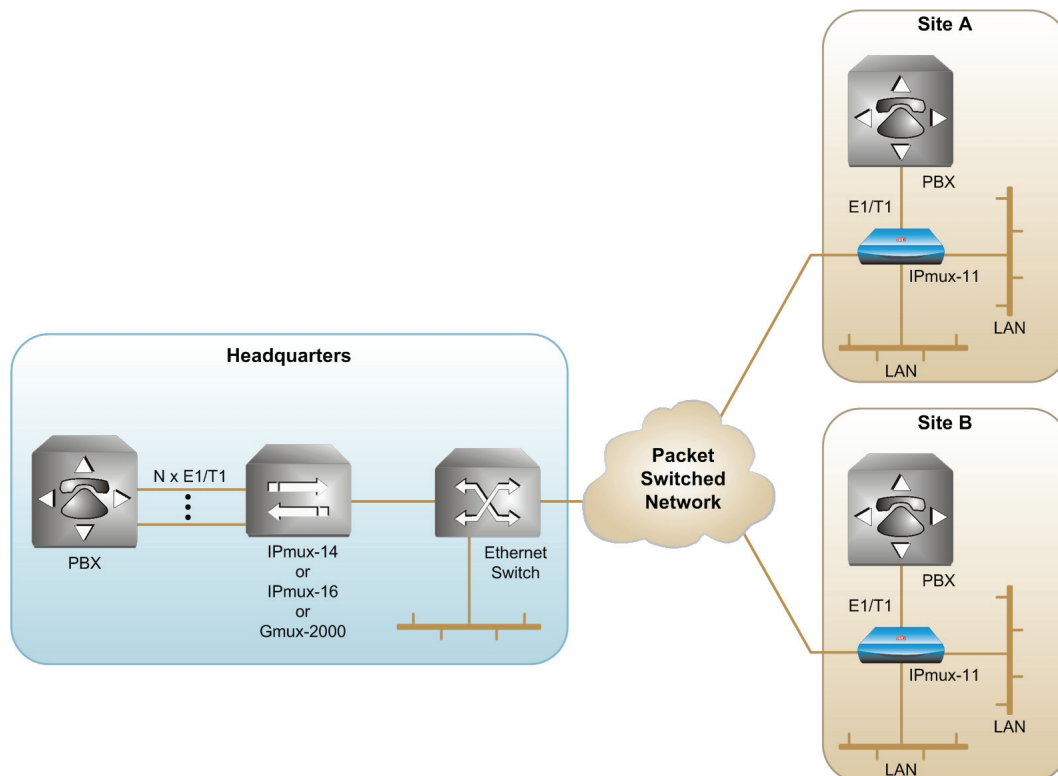 Site A
PBX
E1/T1
IPmux-11
LAN
LAN
Headquarters
N x E1/T1
PBX
IPmux-14
or
IPmux-16
or
Gmux-2000
Ethernet
Switch
Packet
Switched
Network
Site B
PBX
E1/T1
IPmux-11
LAN
LAN